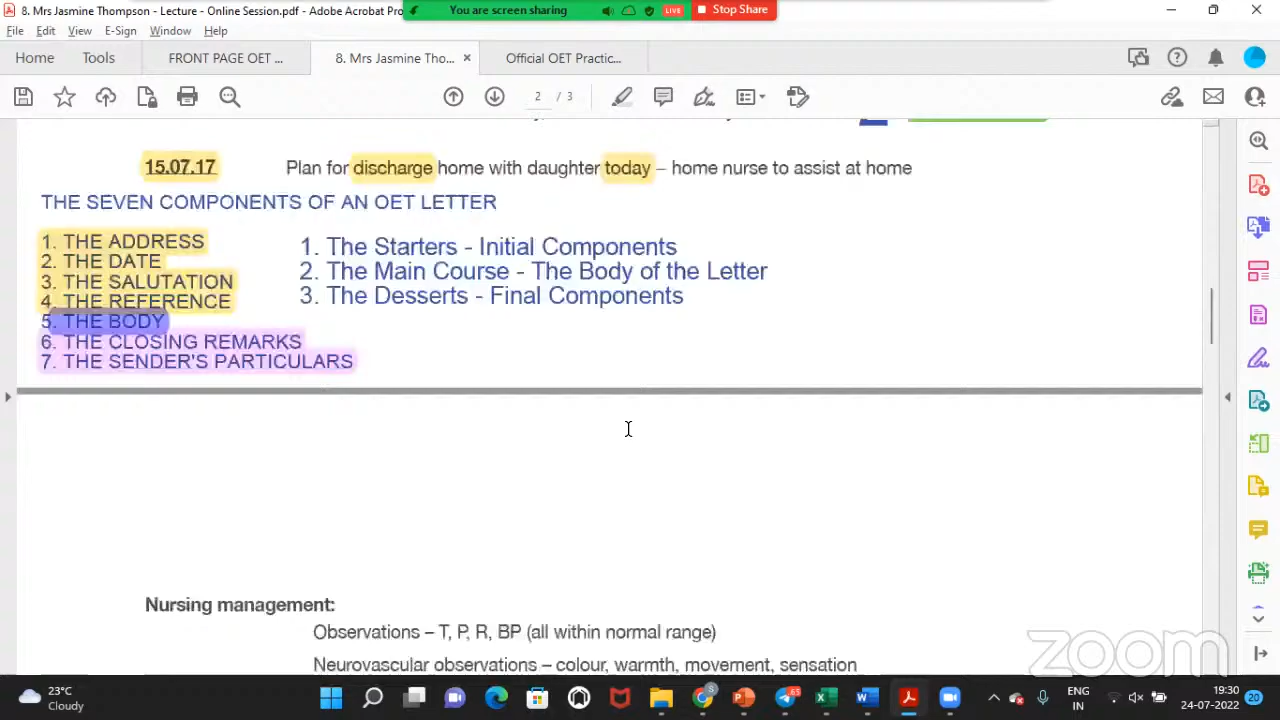 8. Mrs Jasmine Thompson - Lecture - Online Session.pdf - Adobe Acrobat Pro
You are screen sharing
LIVE
Stop Share
File Edit View E-Sign Window Help
Home Tools FRONT PAGE OET ... 8. Mrs Jasmine Tho... × Official OET Practic...
2 / 3
15.07.17 Plan for discharge home with daughter today – home nurse to assist at home
THE SEVEN COMPONENTS OF AN OET LETTER
1. THE ADDRESS
2. THE DATE
3. THE SALUTATION
4. THE REFERENCE
5. THE BODY
6. THE CLOSING REMARKS
7. THE SENDER'S PARTICULARS
1. The Starters - Initial Components
2. The Main Course - The Body of the Letter
3. The Desserts - Final Components
Nursing management:
Observations – T, P, R, BP (all within normal range)
Neurovascular observations – colour, warmth, movement, sensation
zoom
23°C
Cloudy
ENG
IN
19:30
24-07-2022
20